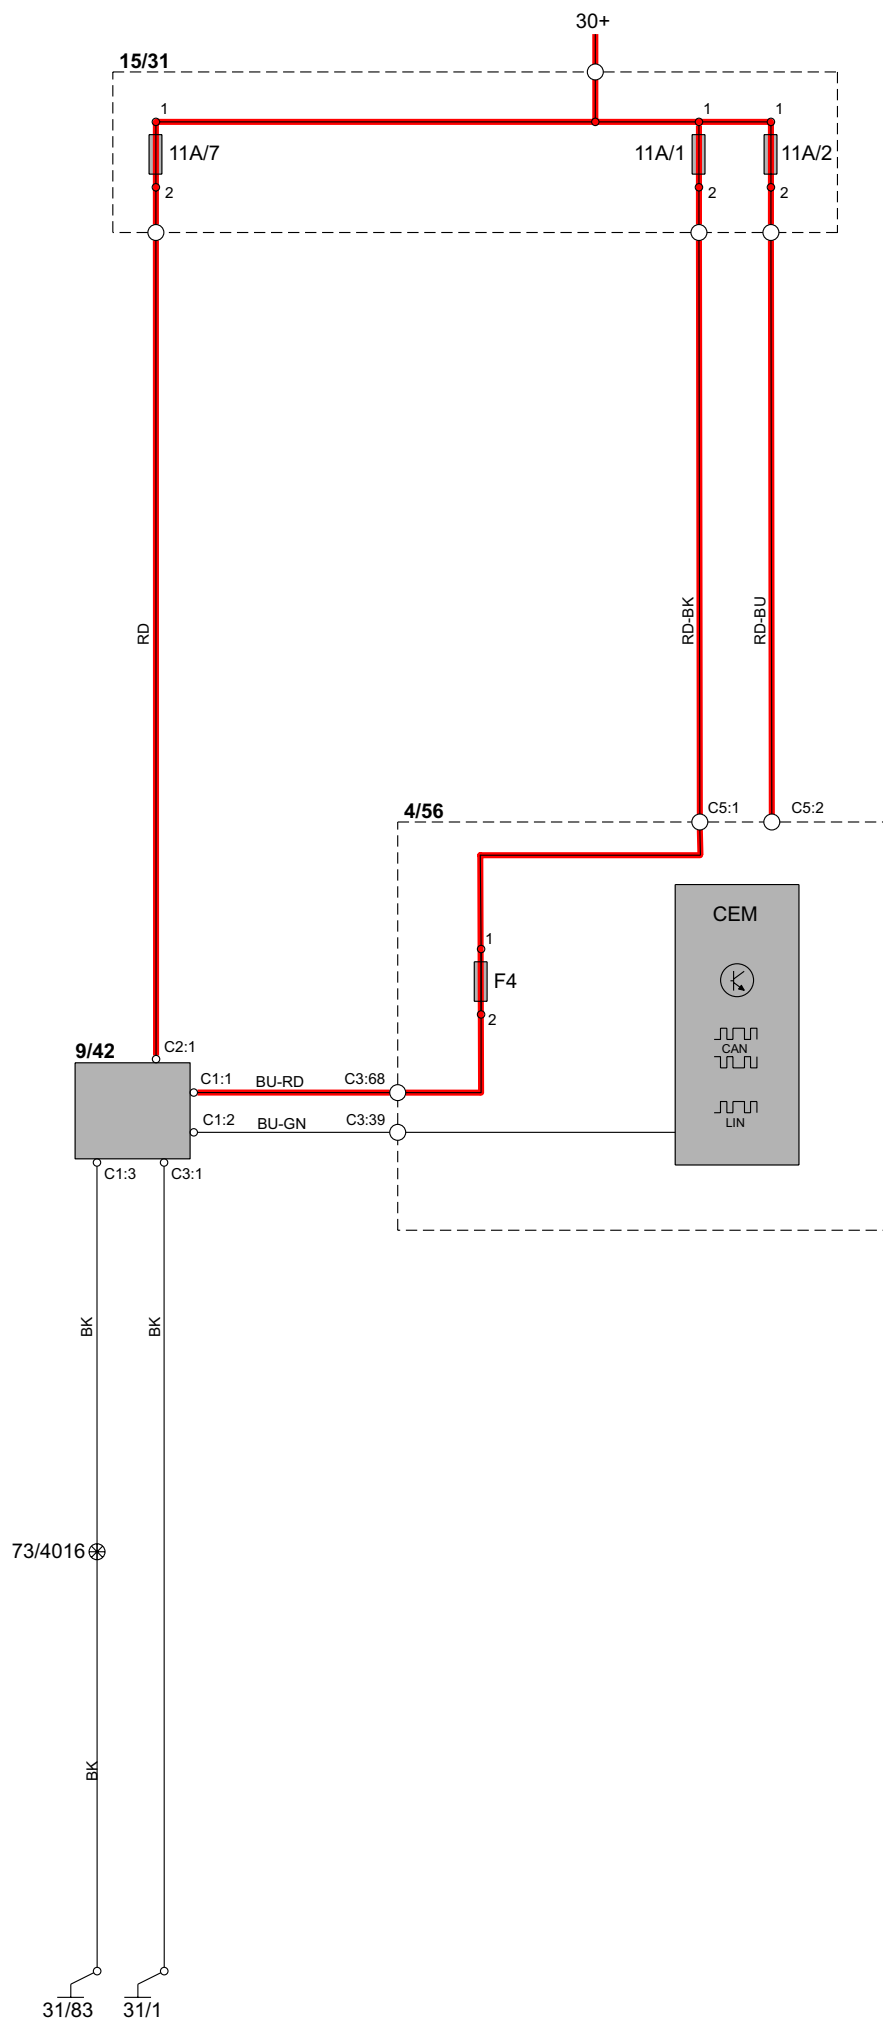 30+
15/31
1 1 1
11A/7 11A/1 11A/2
2 2 2
RD RD-BK RD-BU
4/56 C5:1 C5:2
CEM
1
F4
2
CAN
LIN
9/42 C2:1
C1:1 BU-RD C3:68
C1:2 BU-GN C3:39
C1:3 C3:1
BK BK
73/4016
BK
31/83 31/1